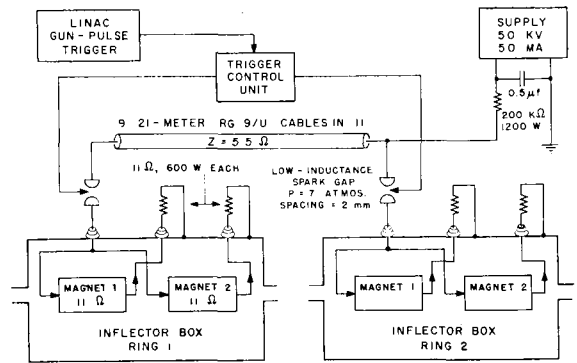 LINAC
GUN-PULSE
TRIGGER
TRIGGER
CONTROL
UNIT
SUPPLY
50 KV
50 MA
0.5μf
200 KΩ
1200 W
9 21-METER RG 9/U CABLES IN 11
Z = 5.5 Ω
11 Ω, 600 W EACH
LOW-INDUCTANCE
SPARK GAP
P = 7 ATMOS.
SPACING = 2 mm
MAGNET 1
11 Ω
MAGNET 2
11 Ω
MAGNET 1
MAGNET 2
INFLECTOR BOX
RING 1
INFLECTOR BOX
RING 2